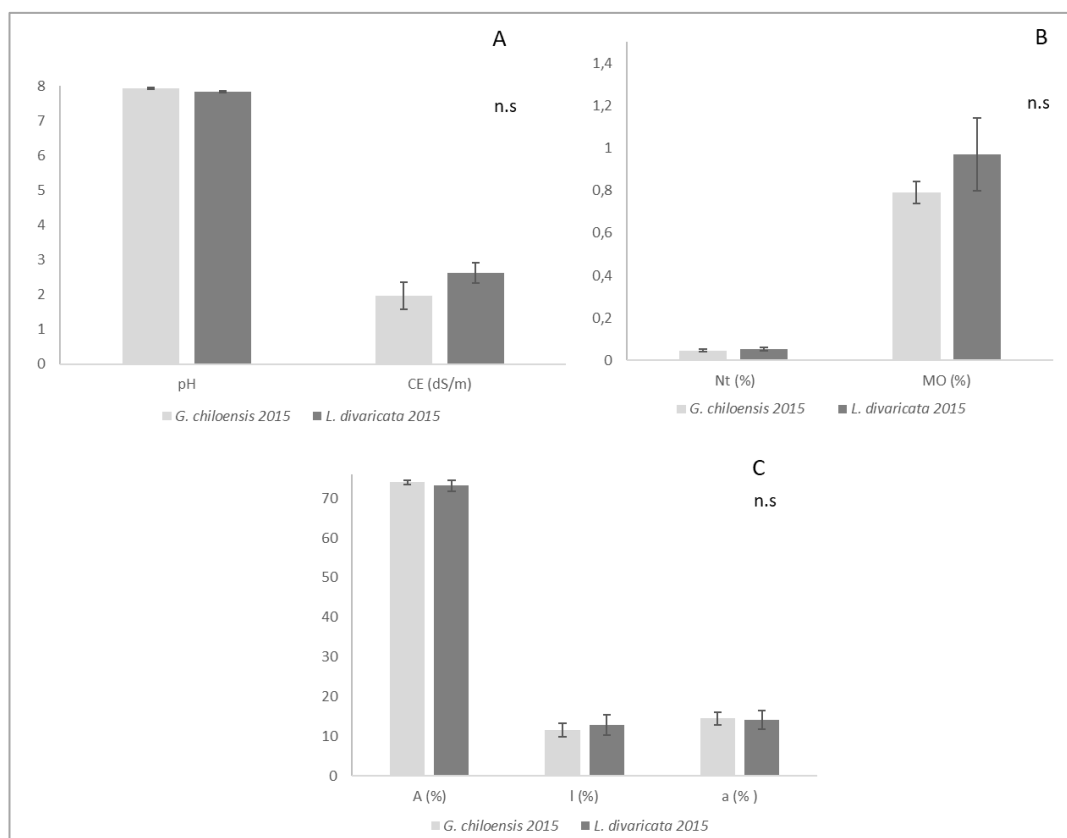 A
n.s
8
7
6
5
4
3
2
1
0
pH CE (dS/m)
G. chiloensis 2015 L. divaricata 2015
B
n.s
1,4
1,2
1
0,8
0,6
0,4
0,2
0
Nt (%) MO (%)
G. chiloensis 2015 L. divaricata 2015
C
n.s
70
60
50
40
30
20
10
0
A (%) l (%) a (% )
G. chiloensis 2015 L. divaricata 2015